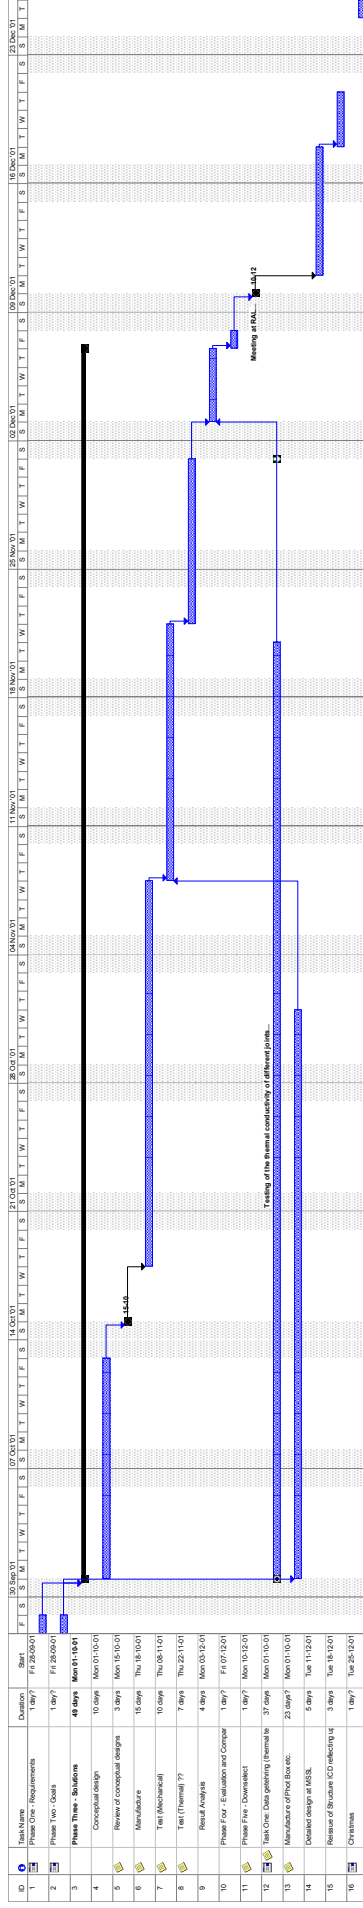 ID Task Name Duration Start
1 Phase One - Requirements 1 day? Fri 28-09-01
2 Phase Two - Goals 1 day? Fri 28-09-01
3 Phase Three - Solutions 49 days Mon 01-10-01
4 Conceptual design 10 days Mon 01-10-01
5 Review of conceptual designs 3 days Mon 15-10-01
6 Manufacture 15 days Thu 18-10-01
7 Test (Mechanical) 10 days Thu 08-11-01
8 Test (Thermal) ?? 7 days Thu 22-11-01
9 Result Analysis 4 days Mon 03-12-01
10 Phase Four - Evaluation and Compar 1 day? Fri 07-12-01
11 Phase Five - Downselect 1 day? Mon 10-12-01
12 Task One: Data getehring (thermal te 37 days Mon 01-10-01
13 Manufacture of Phot Box etc. 23 days? Mon 01-10-01
14 Detailed design at MSSL 5 days Tue 11-12-01
15 Reissue of Structure ICD reflecting up 3 days Tue 18-12-01
16 Christmas 1 day? Tue 25-12-01
30 Sep '01 07 Oct '01 14 Oct '01 21 Oct '01 28 Oct '01 04 Nov '01 11 Nov '01 18 Nov '01 25 Nov '01 02 Dec '01 09 Dec '01 16 Dec '01 23 Dec '01
F S S M T W T F S S M T W T F S S M T W T F S S M T W T F S S M T W T F S S M T W T F S S M T W T F S S M T W T F S S M T W T F S S M T W T F S S M T W T F S S M T W T F S S M T W T F S S M T
15-10
10-12
Meeting at RAL...
Testing of the thermal conductivity of different joints...